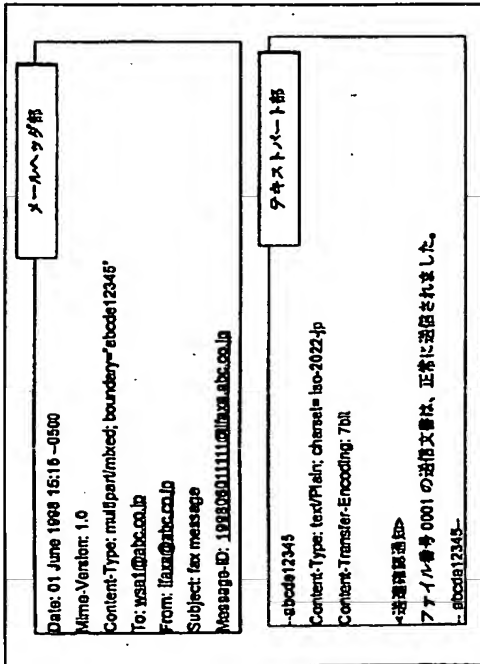 メールヘッダ部
Date: 01 June 1998 15:15 -0500
Mime-Version: 1.0
Content-Type: multipart/mixed; boundary="abcde12345"
To: wsa1@abc.co.jp
From: ifaxa@abc.co.jp
Subject: fax message
Message-ID: 19980601111@ifaxa.abc.co.jp
テキストパート部
--abcde12345
Content-Type: text/Plain; charset= iso-2022-jp
Content-Transfer-Encoding: 7bit
<送達確認通知>
ファイル番号 0001 の送信文書は、正常に送信されました。
-- abcde12345--